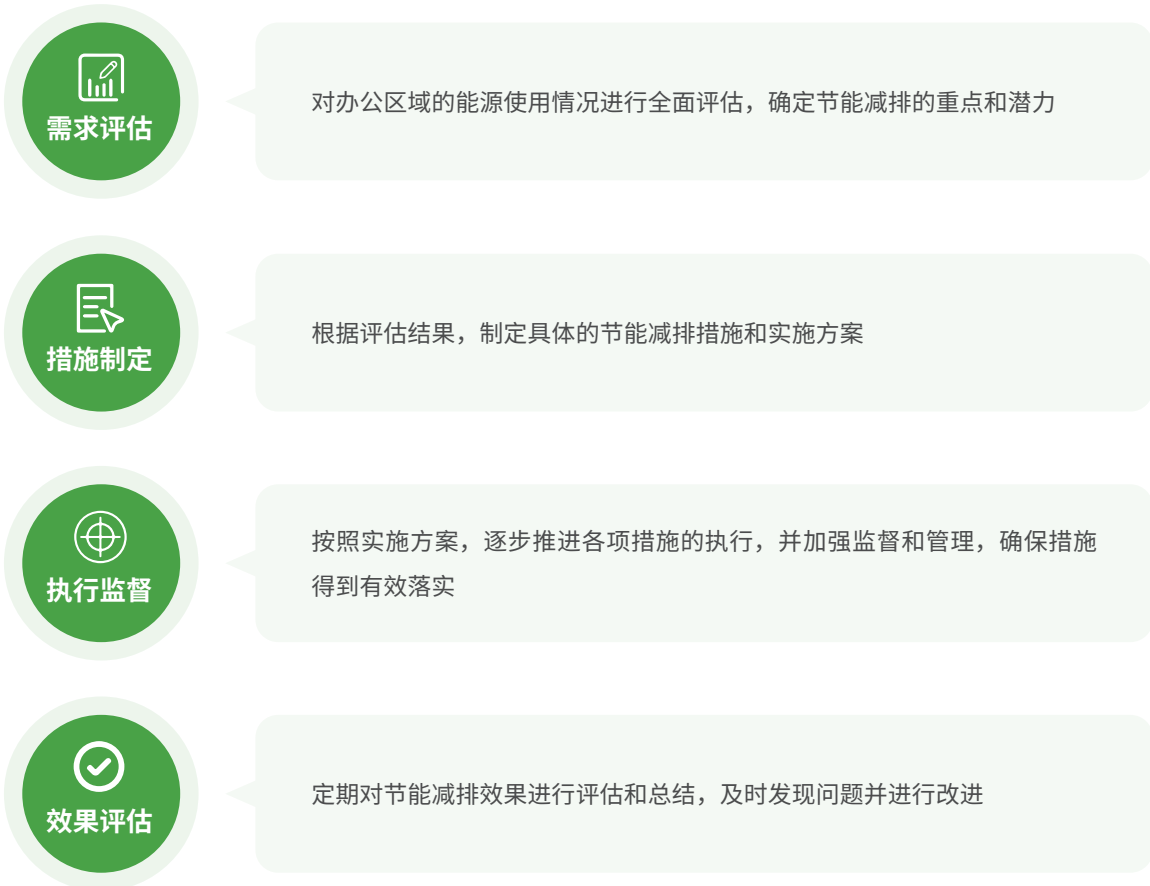 需求评估
对办公区域的能源使用情况进行全面评估，确定节能减排的重点和潜力
措施制定
根据评估结果，制定具体的节能减排措施和实施方案
执行监督
按照实施方案，逐步推进各项措施的执行，并加强监督和管理，确保措施
得到有效落实
效果评估
定期对节能减排效果进行评估和总结，及时发现问题并进行改进